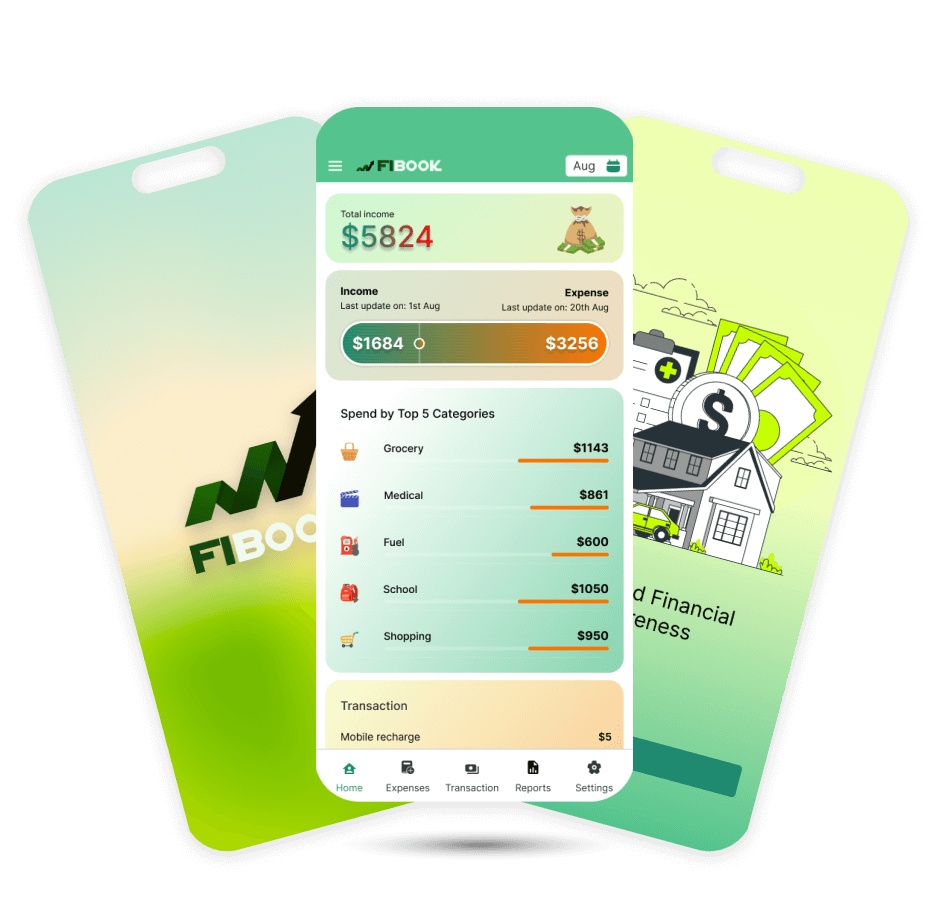 FIBOOK
Aug
Total income
$5824
Income
Expense
Last update on: 1st Aug
Last update on: 20th Aug
$1684
$3256
Spend by Top 5 Categories
Grocery
$1143
Medical
$861
Fuel
$600
School
$1050
Shopping
$950
Transaction
Mobile recharge
$5
Home
Expenses
Transaction
Reports
Settings
FIBOO
$
d Financial
reness